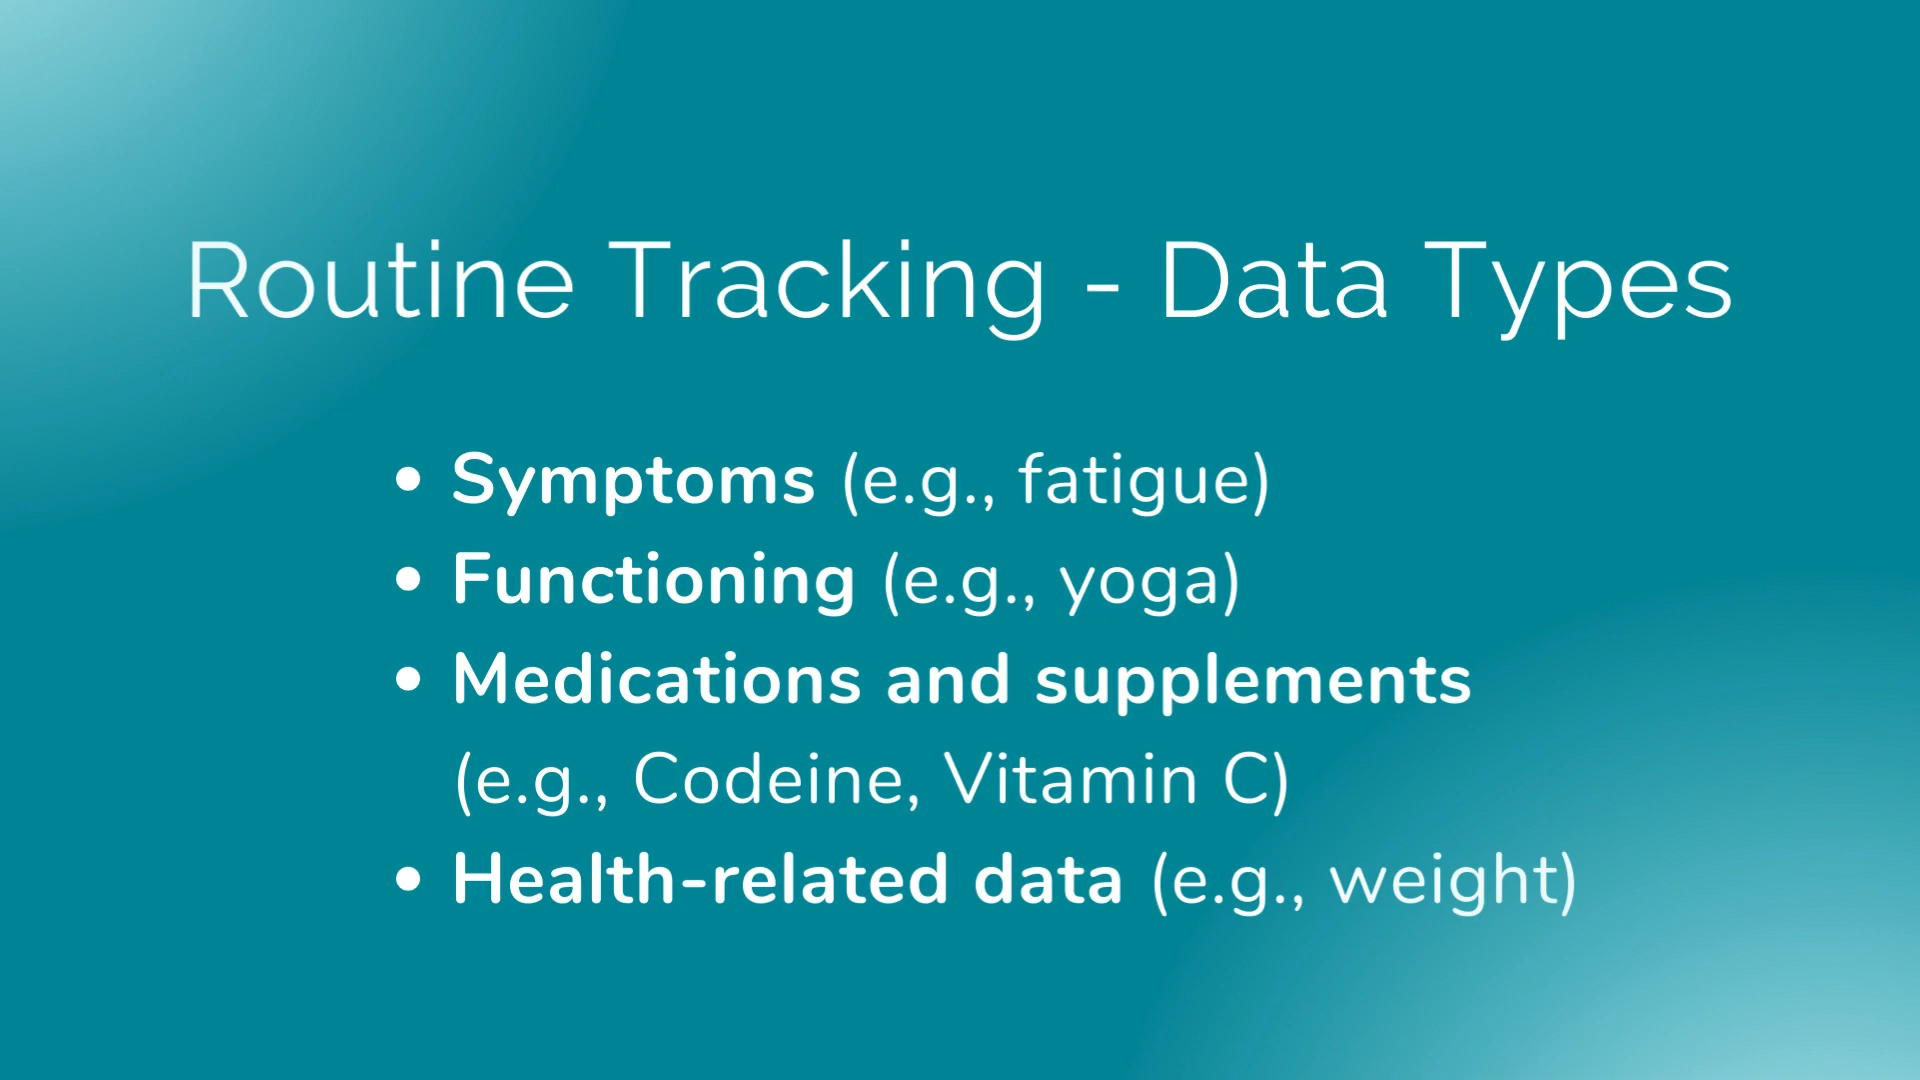 Routine Tracking - Data Types
• Symptoms (e.g., fatigue)
• Functioning (e.g., yoga)
• Medications and supplements
(e.g., Codeine, Vitamin C)
• Health-related data (e.g., weight)